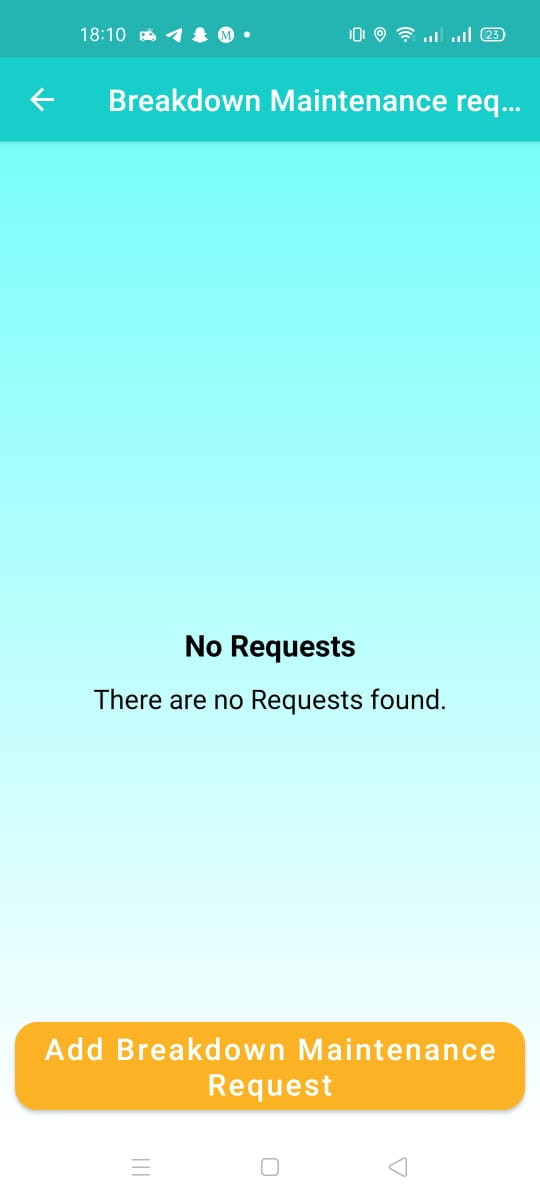 18:10
M
23
Breakdown Maintenance req...
No Requests
There are no Requests found.
Add Breakdown Maintenance
Request